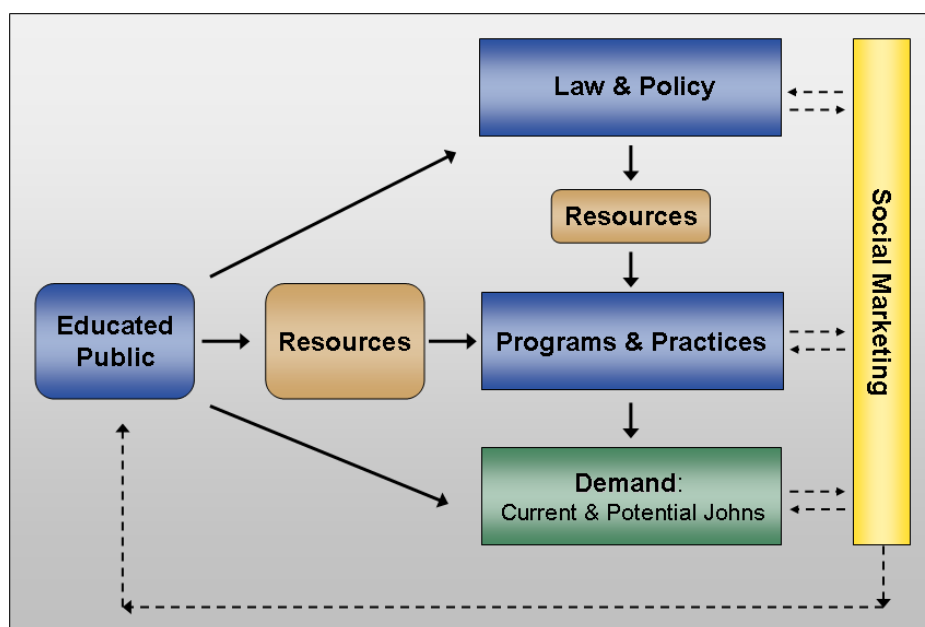 Law & Policy
Resources
Educated
Public
Resources
Programs & Practices
Demand:
Current & Potential Johns
Social Marketing